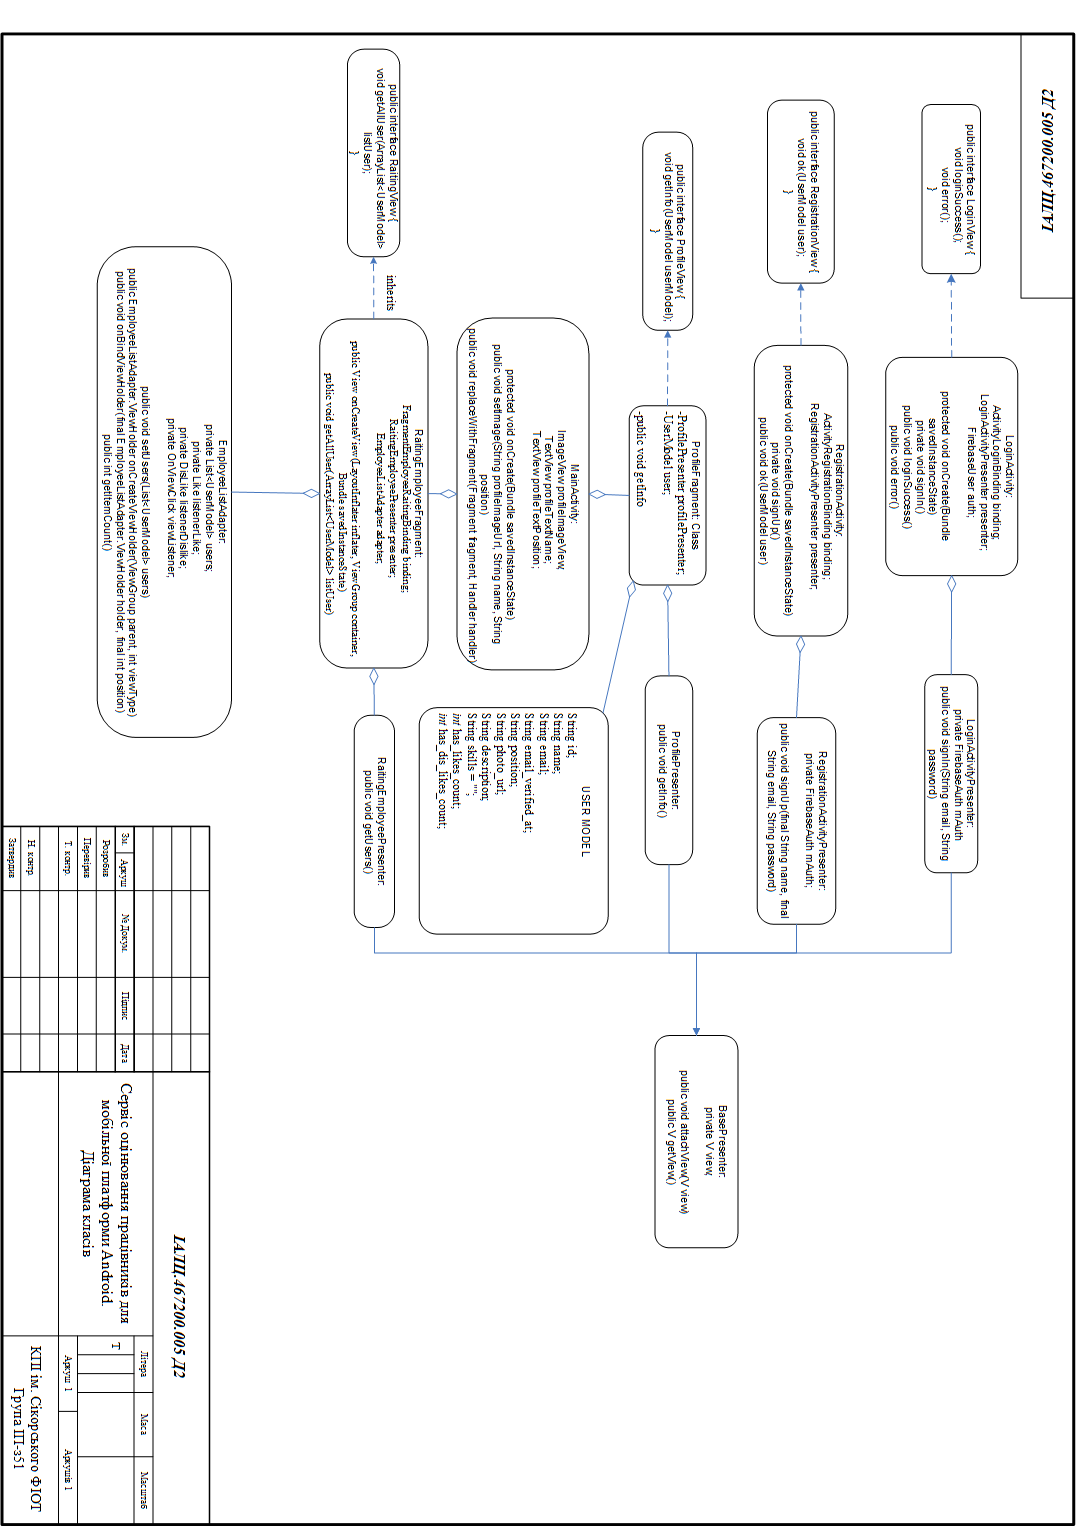 ІАЛЦ.467200.005 Д2
public interface LoginView {
void loginSuccess();
void error();
}
LoginActivity:
ActivityLoginBinding binding;
LoginActivityPresenter presenter;
FirebaseUser auth;
protected void onCreate(Bundle
savedInstanceState)
private void signIn()
public void loginSuccess()
public void error()
LoginActivityPresenter:
private FirebaseAuth mAuth
public void signIn(String email, String
password)
public interface RegistrationView {
void ok(UserModel user);
}
RegistrationActivity:
ActivityRegistrationBinding binding;
RegistrationActivityPresenter presenter;
protected void onCreate(Bundle savedInstanceState)
private void signUp()
public void ok(UserModel user)
RegistrationActivityPresenter:
private FirebaseAuth mAuth;
public void signUp(final String name, final
String email, String password)
public interface ProfileView {
void getInfo(UserModel userModel);
}
ProfileFragment: Class
-ProfilePresenter profilePresenter;
-UserModel user;
-public void getInfo
ProfilePresenter:
public void getInfo()
BasePresenter:
private V view;
public void attachView(V view)
public V getView()
MainActivity:
ImageView profileImageView;
TextView profileTextName;
TextView profileTextPosition;
protected void onCreate(Bundle savedInstanceState)
public void setImage(String profileImageUrl, String name, String
position)
public void replaceWithFragment(Fragment fragment, Handler handler)
USER MODEL
String id;
String name;
String email;
String email_verified_at;
String position;
String photo_url;
String description;
String skills = "";
int has_likes_count;
int has_dis_likes_count;
public interface RaitingView {
void getAllUser(ArrayList<UserModel>
listUser);
}
inherits
RaitingEmployeFragment:
FragmentEmployeeRaitingBinding binding;
RaitingEmployeePresenter presenter;
EmployeeListAdapter adapter;
public View onCreateView(LayoutInflater inflater, ViewGroup container,
Bundle savedInstanceState)
public void getAllUser(ArrayList<UserModel> listUser)
RaitingEmployeePresenter:
public void getUsers()
EmployeeListAdapter:
private List<UserModel> users;
private Like listenerLike;
private DisLike listenerDislike;
private OnViewClick viewListener;
public void setUsers(List<UserModel> users)
public EmployeeListAdapter.ViewHolder onCreateViewHolder(ViewGroup parent, int viewType)
public void onBindViewHolder(final EmployeeListAdapter.ViewHolder holder, final int position)
public int getItemCount()
ІАЛЦ.467200.005 Д2
Зм. Аркуш № Докум. Підпис Дата
Розробив
Перевірив
Т. контр.
Н. контр.
Затвердив
Сервіс оцінювання працівників для
мобільної платформи Android.
Діаграма класів
Літера Маса Масштаб
Т
Аркуш 1 Аркушів 1
КПІ ім. Сікорського ФІОТ
Група ІП-з51